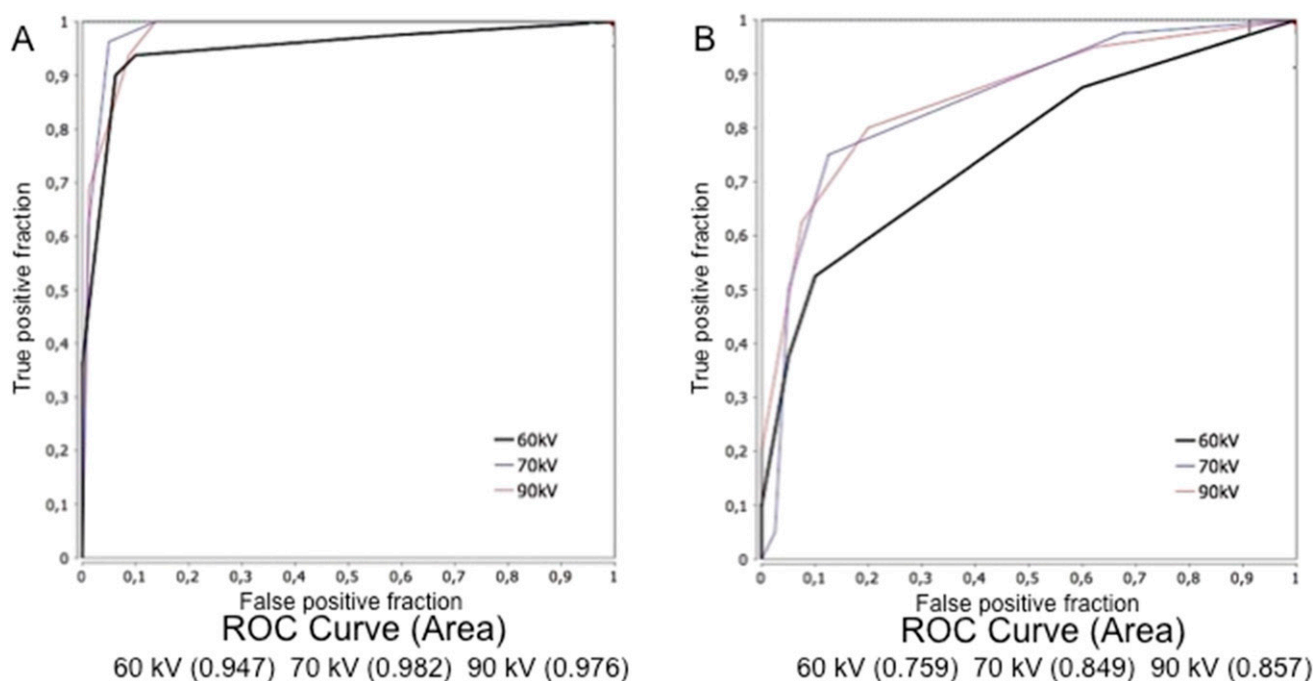 A
1
0,9
0,8
0,7
0,6
0,5
0,4
0,3
0,2
0,1
0
True positive fraction
60kV
70kV
90kV
0 0,1 0,2 0,3 0,4 0,5 0,6 0,7 0,8 0,9 1
False positive fraction
ROC Curve (Area)
60 kV (0.947) 70 kV (0.982) 90 kV (0.976)
B
1
0,9
0,8
0,7
0,6
0,5
0,4
0,3
0,2
0,1
0
True positive fraction
60kV
70kV
90kV
0 0,1 0,2 0,3 0,4 0,5 0,6 0,7 0,8 0,9 1
False positive fraction
ROC Curve (Area)
60 kV (0.759) 70 kV (0.849) 90 kV (0.857)